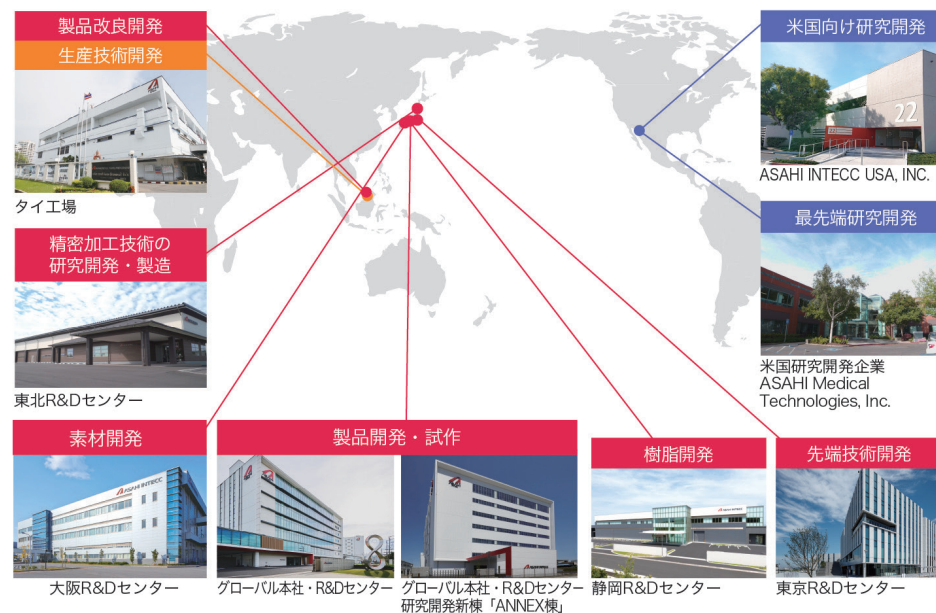 製品改良開発
生産技術開発
タイ工場
米国向け研究開発
22
ASAHI INTECC USA, INC.
精密加工技術の
研究開発・製造
東北R&Dセンター
最先端研究開発
米国研究開発企業
ASAHI Medical
Technologies, Inc.
素材開発
ASAHI INTECC
大阪R&Dセンター
製品開発・試作
グローバル本社・R&Dセンター
グローバル本社・R&Dセンター
研究開発新棟「ANNEX棟」
樹脂開発
ASAHI INTECC
静岡R&Dセンター
先端技術開発
東京R&Dセンター